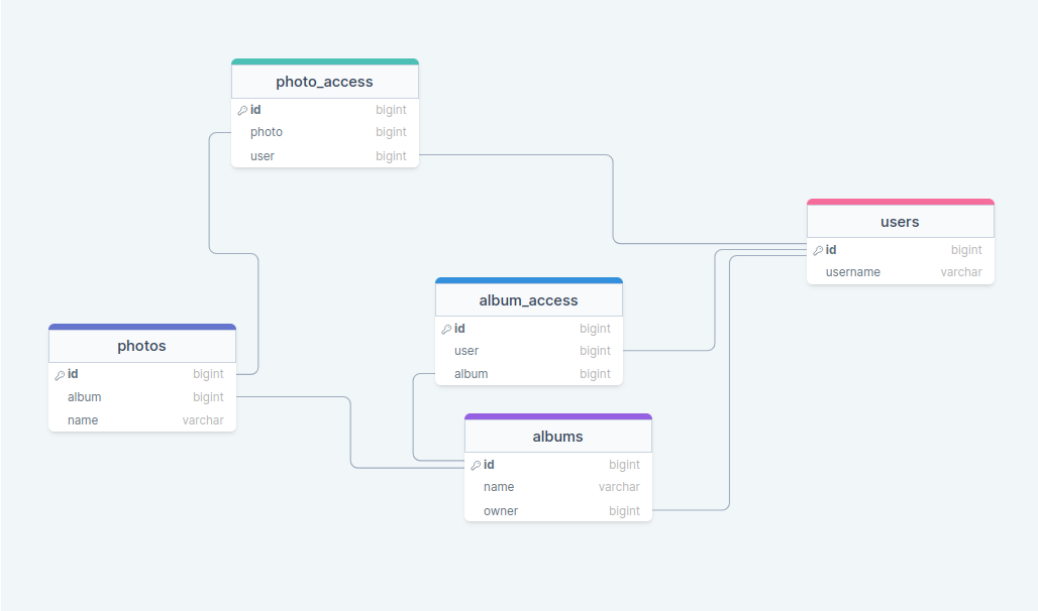 photo_access
id bigint
photo bigint
user bigint
users
id bigint
username varchar
album_access
id bigint
user bigint
album bigint
photos
id bigint
album bigint
name varchar
albums
id bigint
name varchar
owner bigint